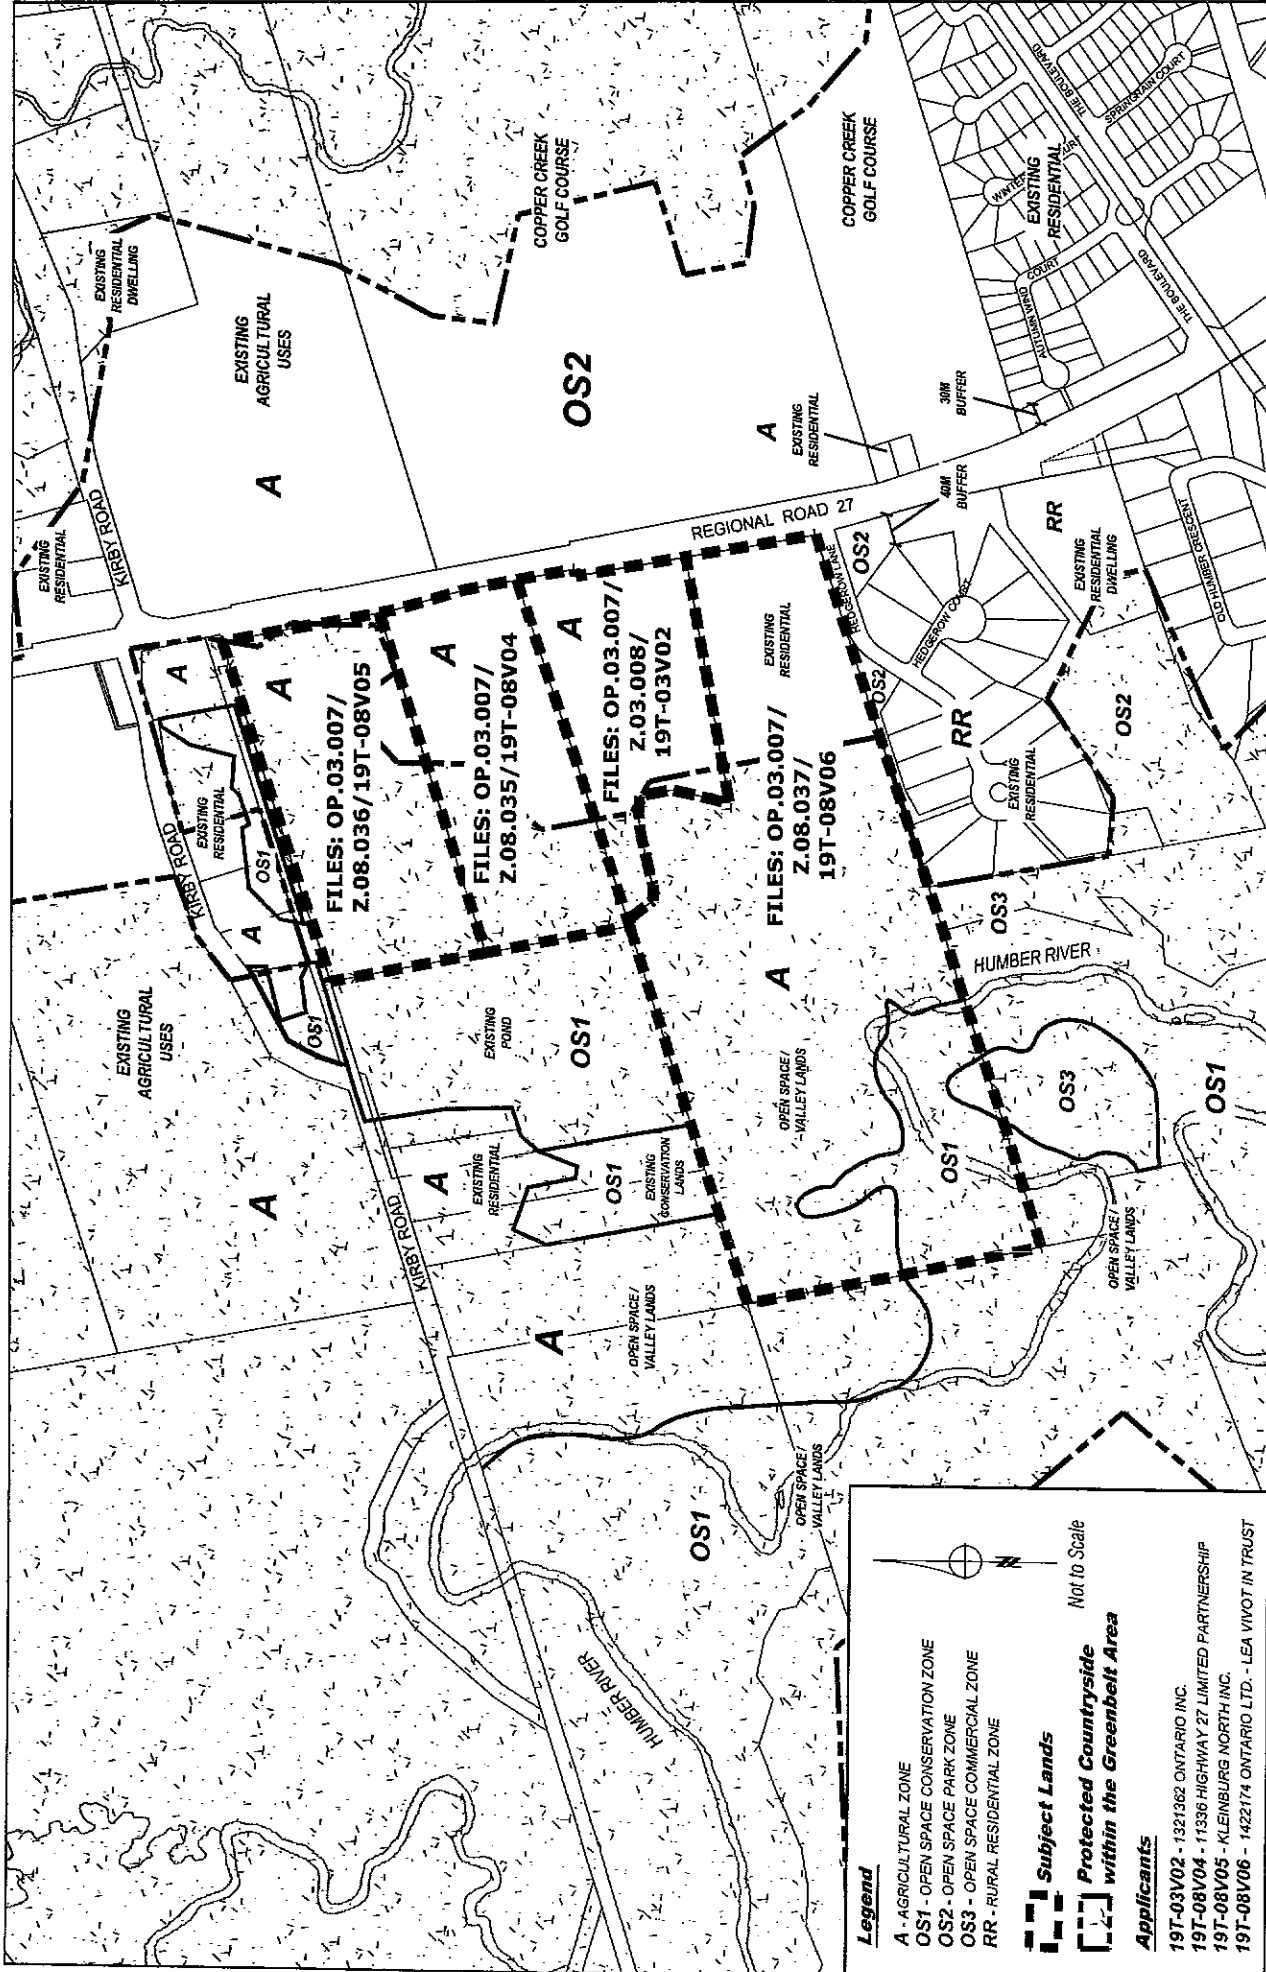 KIRBY ROAD
EXISTING
RESIDENTIAL
DWELLING
EXISTING
AGRICULTURAL
USES
A
EXISTING
RESIDENTIAL
KIRBY ROAD
COPPER CREEK
GOLF COURSE
OS2
COPPER CREEK
GOLF COURSE
A
EXISTING
RESIDENTIAL
30M
BUFFER
40M
BUFFER
REGIONAL ROAD 27
EXISTING
RESIDENTIAL
THE BOULEVARD
SPRINGRAIN COURT
AUTUMN WIND COURT
THE BOULEVARD
OLD HUMBER CRESCENT
RR
EXISTING
RESIDENTIAL
DWELLING
OS2
HEDGEROW LANE
HEDGEROW COURT
OS2
RR
EXISTING
RESIDENTIAL
OS2
A
EXISTING
RESIDENTIAL
OS1
A
OS1
KIRBY ROAD
A
FILES: OP.03.007/
Z.08.036/19T-08V05
A
FILES: OP.03.007/
Z.08.035/19T-08V04
A
FILES: OP.03.007/
Z.03.008/
19T-03V02
EXISTING
RESIDENTIAL
FILES: OP.03.007/
Z.08.037/
19T-08V06
A
OPEN SPACE/
VALLEY LANDS
OS3
HUMBER RIVER
OS3
OS1
OS1
OPEN SPACE/
VALLEY LANDS
EXISTING
AGRICULTURAL
USES
A
EXISTING
POND
OS1
A
EXISTING
RESIDENTIAL
OS1
EXISTING
CONSERVATION
LANDS
KIRBY ROAD
A
OPEN SPACE/
VALLEY LANDS
OS1
OPEN SPACE/
VALLEY LANDS
HUMBER RIVER
Legend
A - AGRICULTURAL ZONE
OS1 - OPEN SPACE CONSERVATION ZONE
OS2 - OPEN SPACE PARK ZONE
OS3 - OPEN SPACE COMMERCIAL ZONE
RR - RURAL RESIDENTIAL ZONE
Subject Lands
Protected Countryside
within the Greenbelt Area
Not to Scale
Applicants
19T-03V02 - 1321362 ONTARIO INC.
19T-08V04 - 11336 HIGHWAY 27 LIMITED PARTNERSHIP
19T-08V05 - KLEINBURG NORTH INC.
19T-08V06 - 1422174 ONTARIO LTD. - LEA VIVOT IN TRUST